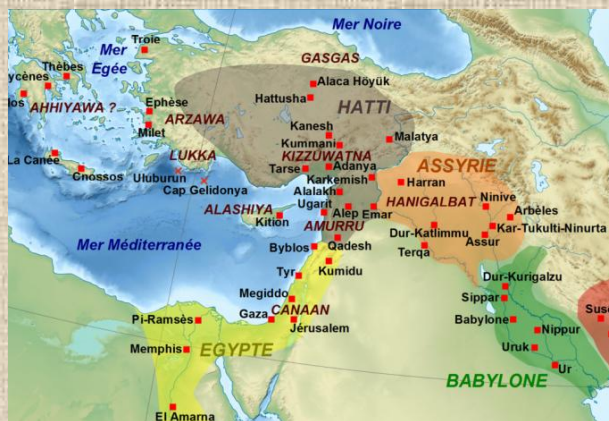 Mer Noire
Troie
Mer
Égée
Thèbes
ycènes
los
AHHIYAWA ?
GASGAS
Alaca Höyük
Hattusha
HATTI
Ephèse
ARZAWA
Milet
Kanesh
Kummani
Malatya
La Canée
Cnossos
LUKKA
Uluburun
Cap Gelidonya
KIZZUWATNA
Tarse
Adanya
Karkemish
ASSYRIE
Harran
Alalakh
Ugarit
ALASHIYA
Kition
Alep
Emar
HANIGALBAT
Ninive
Arbèles
Kar-Tukulti-Ninurta
Dur-Katlimmu
Assur
AMURRU
Mer Méditerranée
Byblos
Qadesh
Terqa
Kumidu
Tyr
Dur-Kurigalzu
Megiddo
Sippar
Suse
Pi-Ramsès
Gaza
CANAAN
Jérusalem
Babylone
Nippur
Memphis
EGYPTE
Uruk
Ur
BABYLONE
El Amarna